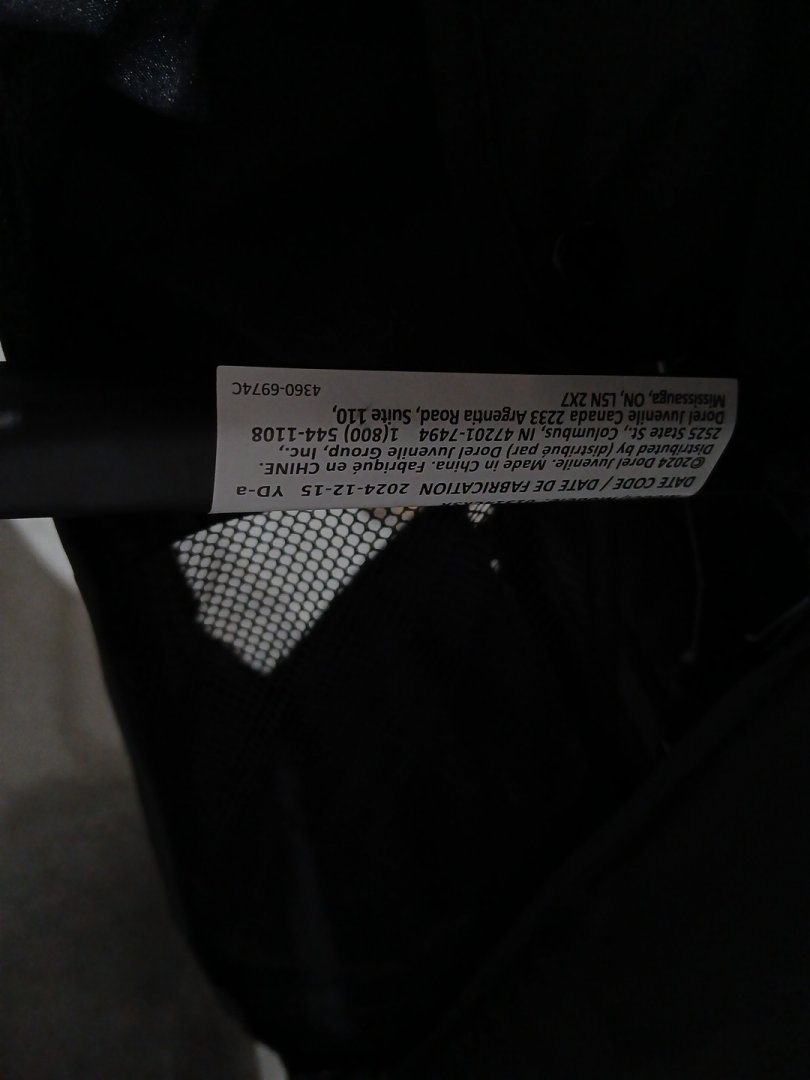 DATE CODE / DATE DE FABRICATION 2024-12-15 YD-a
©2024 Dorel Juvenile. Made in China. Fabriqué en CHINE.
Distributed by (distribué par) Dorel Juvenile Group, Inc.,
2525 State St., Columbus, IN 47201-7494 1(800) 544-1108
Dorel Juvenile Canada 2233 Argentia Road, Suite 110,
Mississauga, ON, L5N 2X7
4360-6974C